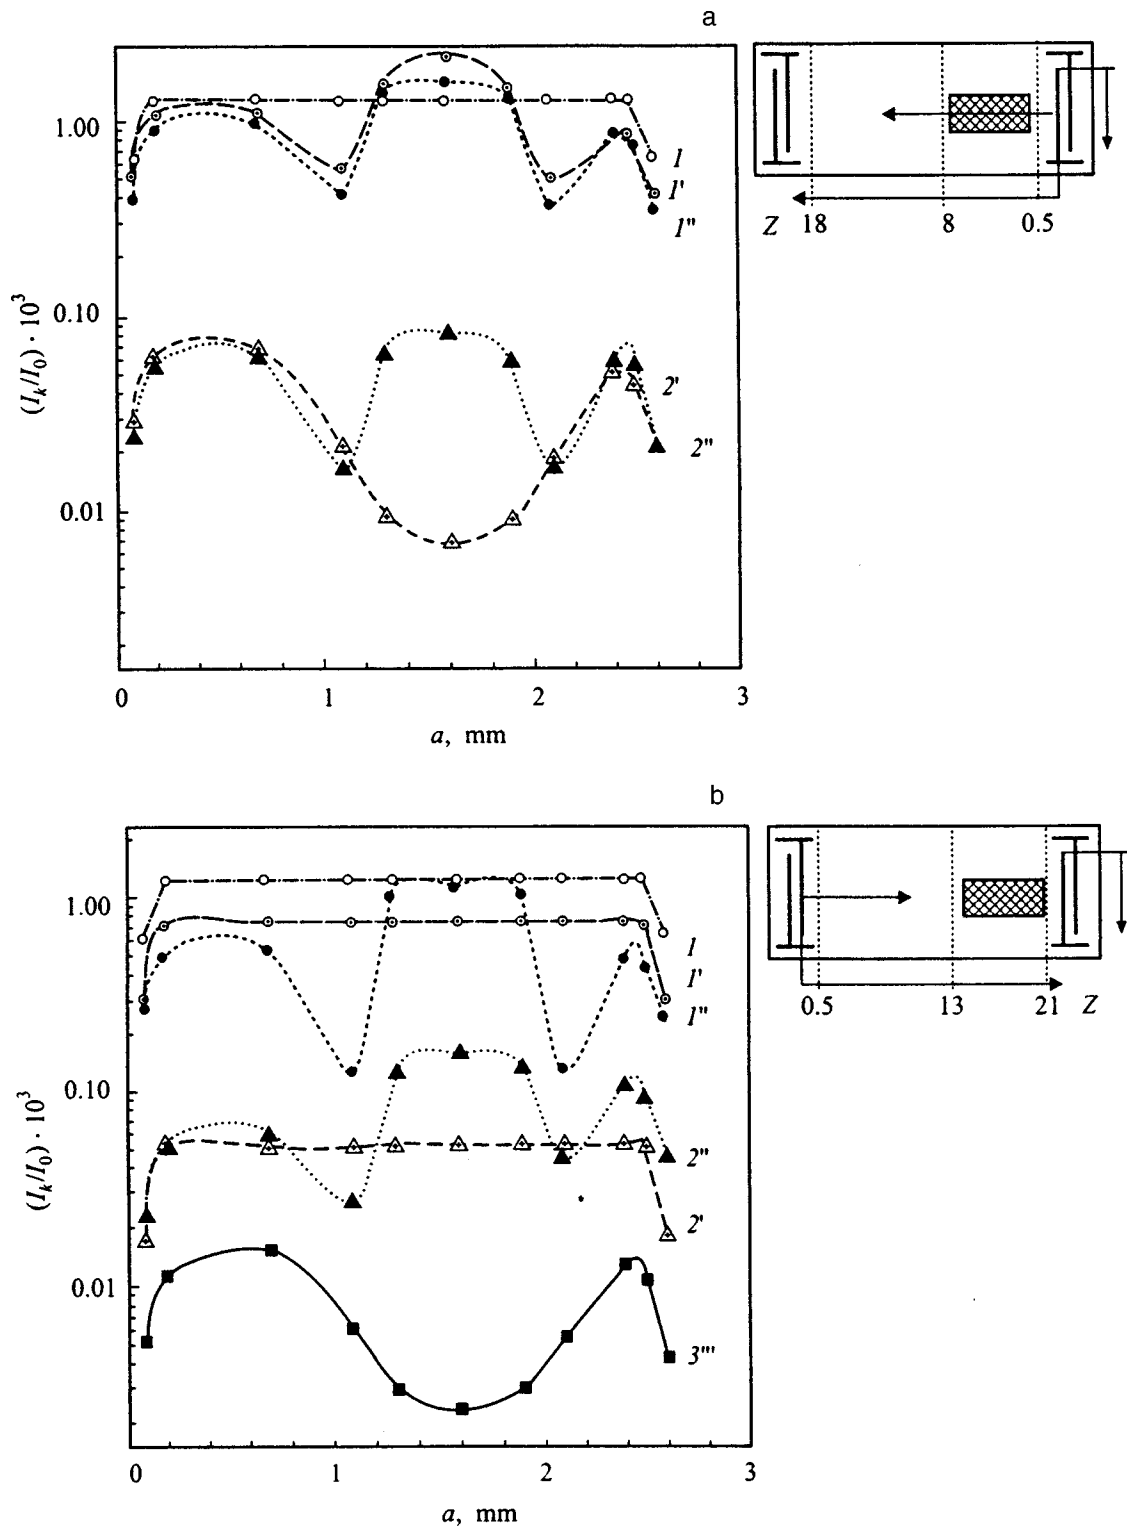 a
1.00
0.10
0.01
(I_k/I_0) · 10^3
1
1'
1"
2'
2"
0 1 2 3
a, mm
Z 18 8 0.5
b
1.00
0.10
0.01
(I_k/I_0) · 10^3
1
1'
1"
2"
2'
3'''
0 1 2 3
a, mm
0.5 13 21 Z